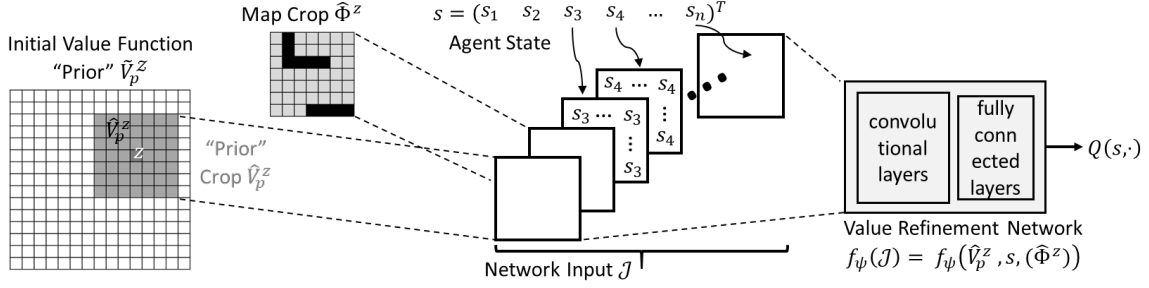 Initial Value Function
"Prior" Ṽ_p^z
V̂_p^z
z
"Prior"
Crop V̂_p^z
Map Crop Φ̂^z
s = (s_1 s_2 s_3 s_4 ... s_n)^T
Agent State
s_4 ... s_4
⋮
s_4
s_3 ... s_3
⋮
s_3
Network Input 𝒥
convolu
tional
layers
fully
conn
ected
layers
Q(s,·)
Value Refinement Network
f_ψ(𝒥) = f_ψ(V̂_p^z , s, (Φ̂^z))